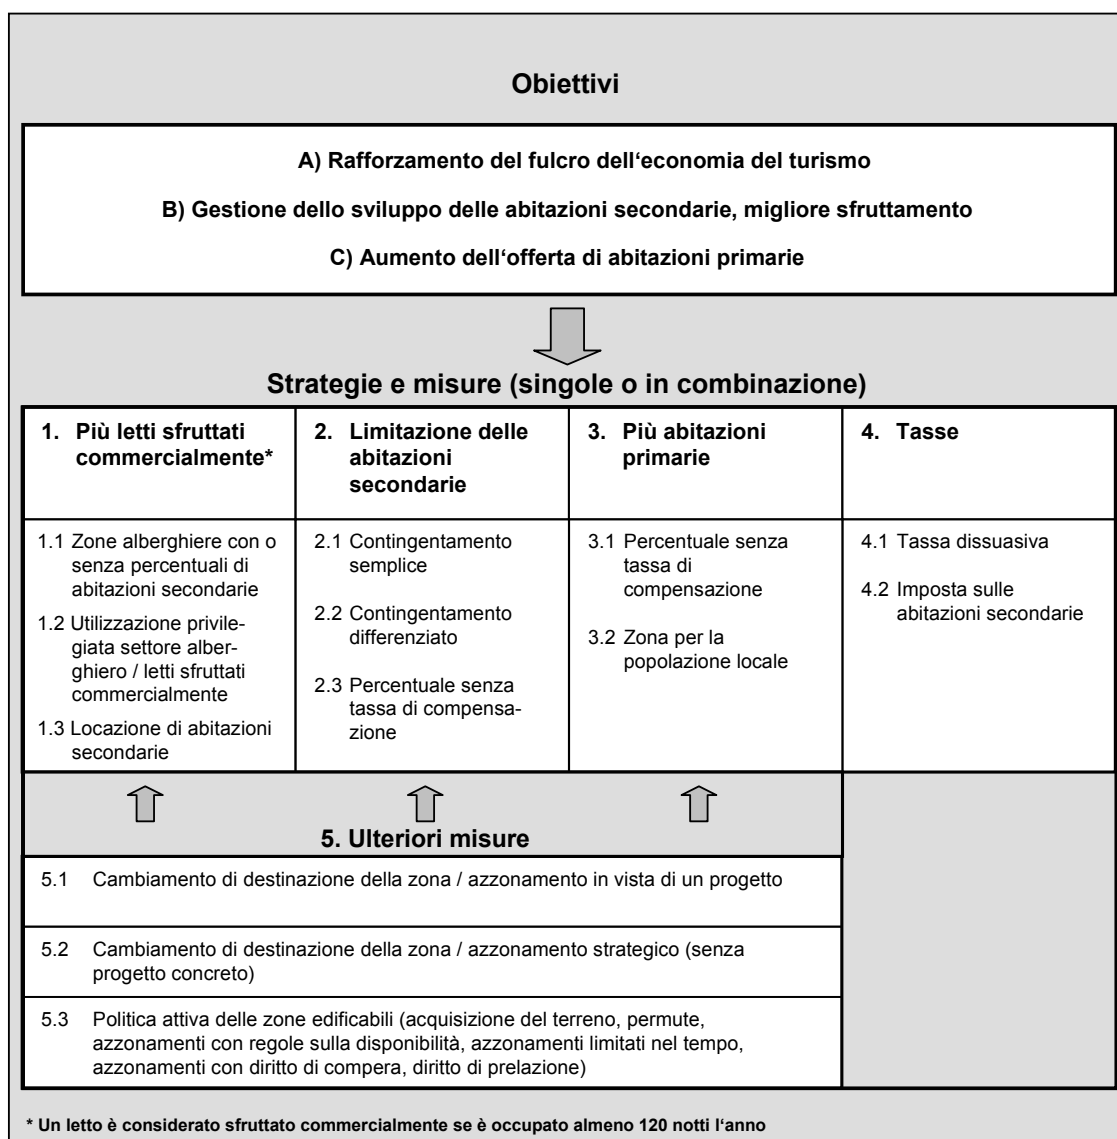 Obiettivi
A) Rafforzamento del fulcro dell‘economia del turismo
B) Gestione dello sviluppo delle abitazioni secondarie, migliore sfruttamento
C) Aumento dell‘offerta di abitazioni primarie
Strategie e misure (singole o in combinazione)
1. Più letti sfruttati
commercialmente*
2. Limitazione delle
abitazioni
secondarie
3. Più abitazioni
primarie
4. Tasse
1.1 Zone alberghiere con o
senza percentuali di
abitazioni secondarie
1.2 Utilizzazione privile-
giata settore alber-
ghiero / letti sfruttati
commercialmente
1.3 Locazione di abitazioni
secondarie
2.1 Contingentamento
semplice
2.2 Contingentamento
differenziato
2.3 Percentuale senza
tassa di compensa-
zione
3.1 Percentuale senza
tassa di
compensazione
3.2 Zona per la
popolazione locale
4.1 Tassa dissuasiva
4.2 Imposta sulle
abitazioni secondarie
5. Ulteriori misure
5.1 Cambiamento di destinazione della zona / azzonamento in vista di un progetto
5.2 Cambiamento di destinazione della zona / azzonamento strategico (senza
progetto concreto)
5.3 Politica attiva delle zone edificabili (acquisizione del terreno, permute,
azzonamenti con regole sulla disponibilità, azzonamenti limitati nel tempo,
azzonamenti con diritto di compera, diritto di prelazione)
* Un letto è considerato sfruttato commercialmente se è occupato almeno 120 notti l‘anno